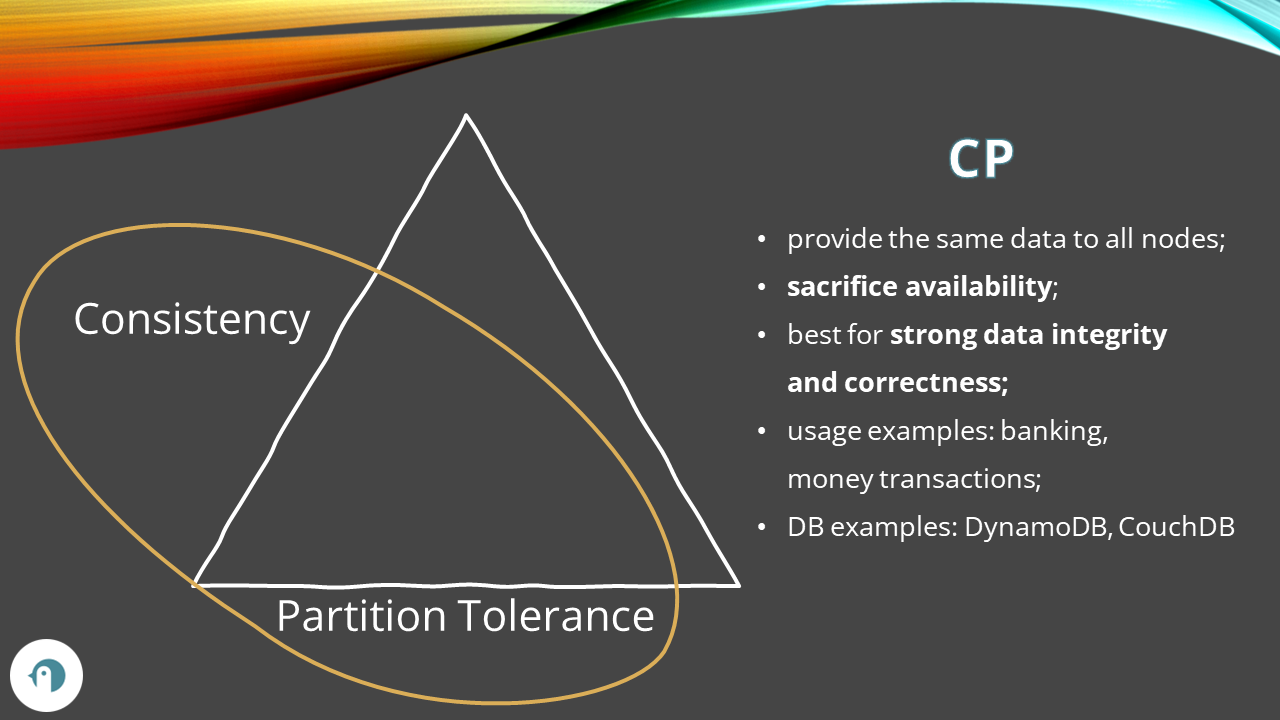 CP
Consistency
Partition Tolerance
• provide the same data to all nodes;
• sacrifice availability;
• best for strong data integrity
and correctness;
• usage examples: banking,
money transactions;
• DB examples: DynamoDB, CouchDB